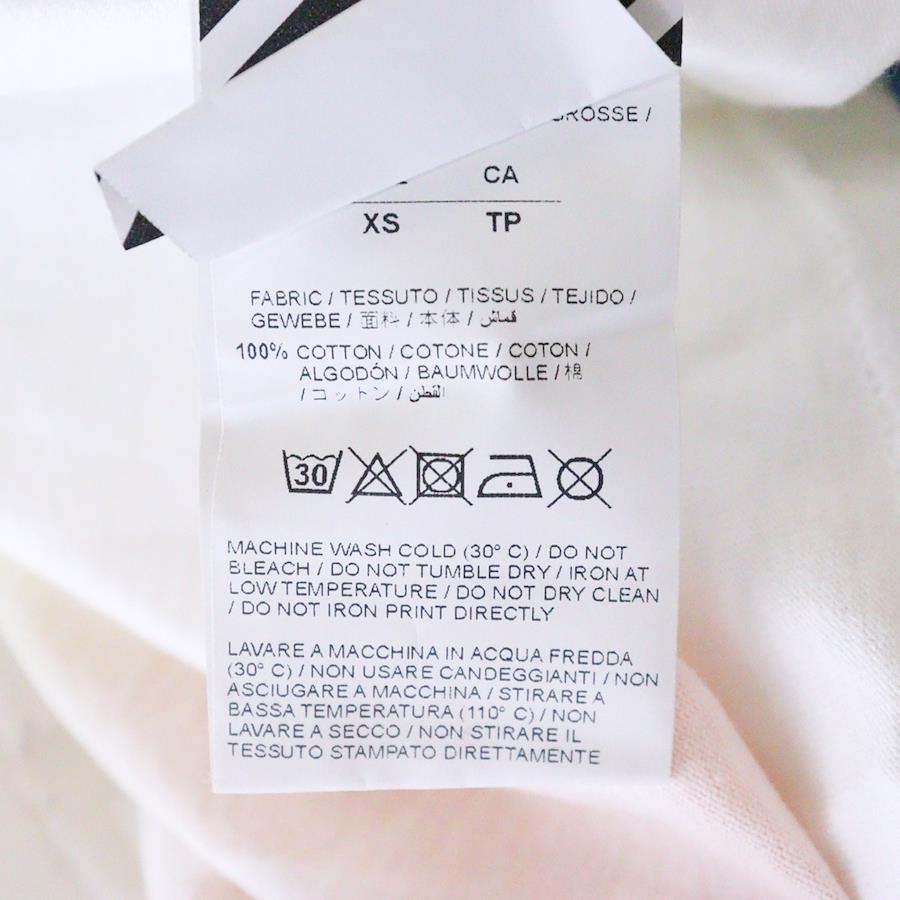 GRÖSSE /
CA
XS TP
FABRIC / TESSUTO / TISSUS / TEJIDO /
GEWEBE / 面料 / 本体 / قماش
100% COTTON / COTONE / COTON /
ALGODÓN / BAUMWOLLE / 棉
/ コットン / القطن
30
MACHINE WASH COLD (30° C) / DO NOT
BLEACH / DO NOT TUMBLE DRY / IRON AT
LOW TEMPERATURE / DO NOT DRY CLEAN
/ DO NOT IRON PRINT DIRECTLY
LAVARE A MACCHINA IN ACQUA FREDDA
(30° C) / NON USARE CANDEGGIANTI / NON
ASCIUGARE A MACCHINA / STIRARE A
BASSA TEMPERATURA (110° C) / NON
LAVARE A SECCO / NON STIRARE IL
TESSUTO STAMPATO DIRETTAMENTE